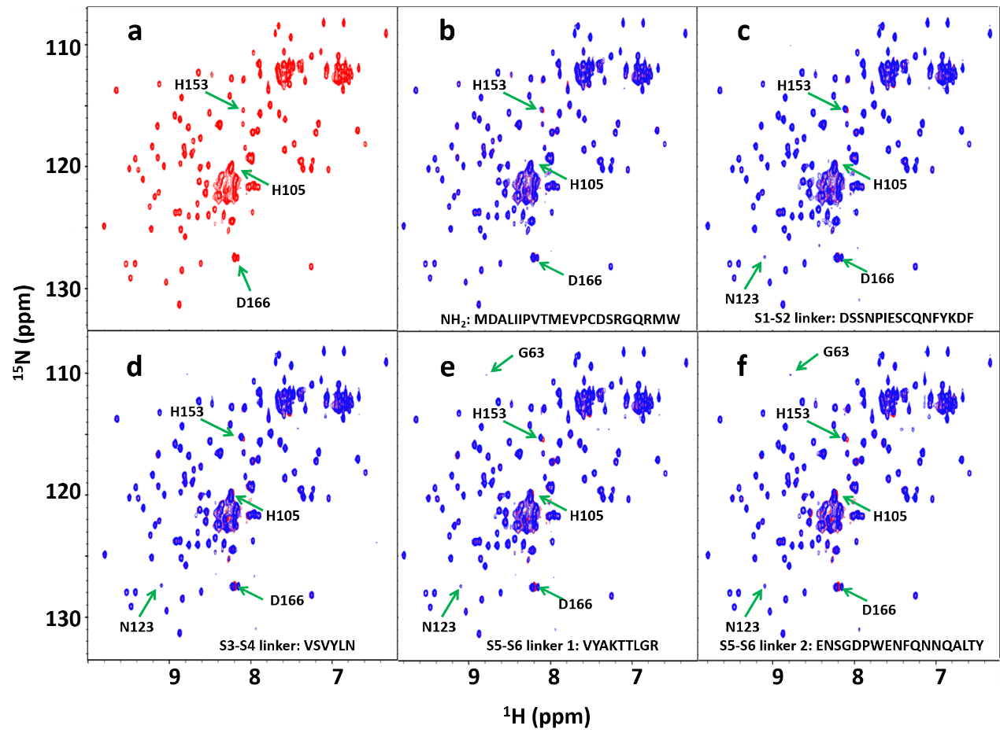 a
b
c
110
H153
H153
H153
120
H105
H105
H105
N123
130
D166
D166
D166
NH₂: MDALIIPVTMEVPCDSRGQRMW
S1-S2 linker: DSSNPIESCQNFYKDF
¹⁵N (ppm)
d
e
f
G63
G63
110
H153
H153
H153
120
H105
H105
H105
130
N123
D166
N123
D166
N123
D166
S3-S4 linker: VSVYLN
S5-S6 linker 1: VYAKTTLGR
S5-S6 linker 2: ENSGDPWENFQNNQALTY
9 8 7
9 8 7
9 8 7
¹H (ppm)